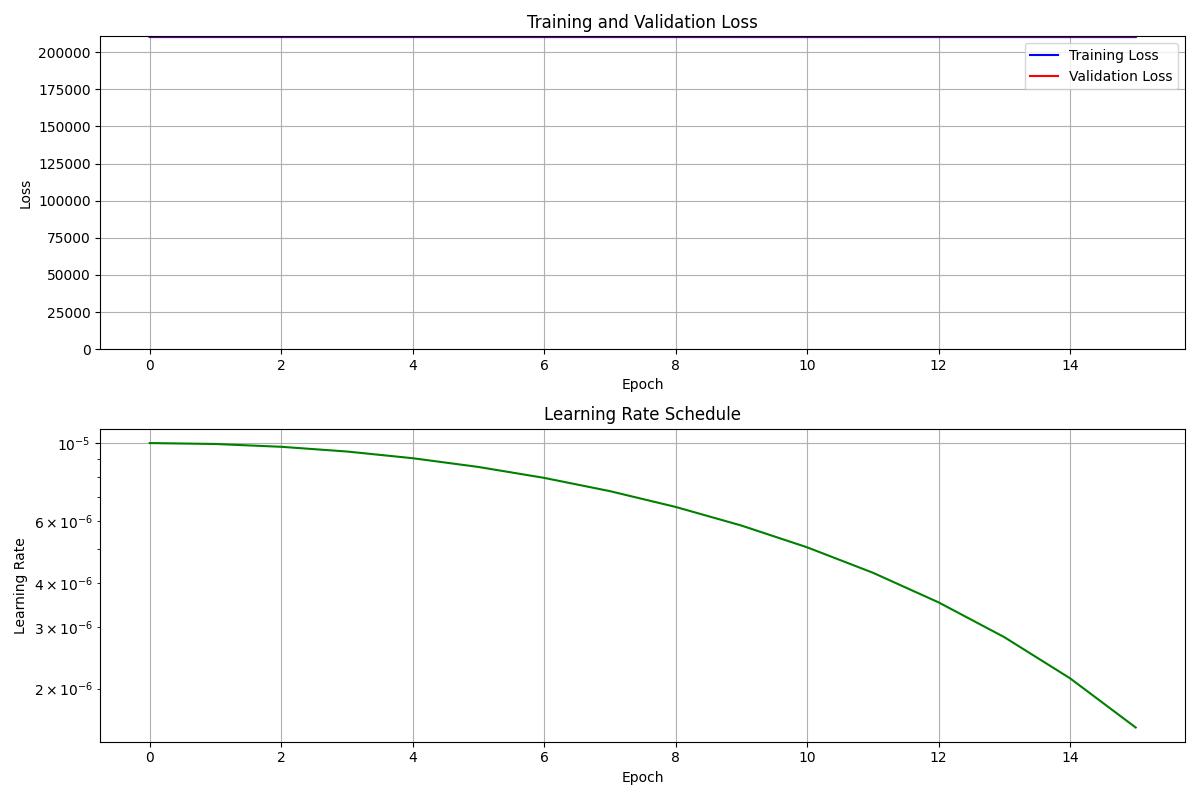 Training and Validation Loss
200000
175000
150000
125000
100000
75000
50000
25000
0
Loss
Training Loss
Validation Loss
0 2 4 6 8 10 12 14
Epoch
Learning Rate Schedule
10⁻⁵
6 × 10⁻⁶
4 × 10⁻⁶
3 × 10⁻⁶
2 × 10⁻⁶
Learning Rate
0 2 4 6 8 10 12 14
Epoch